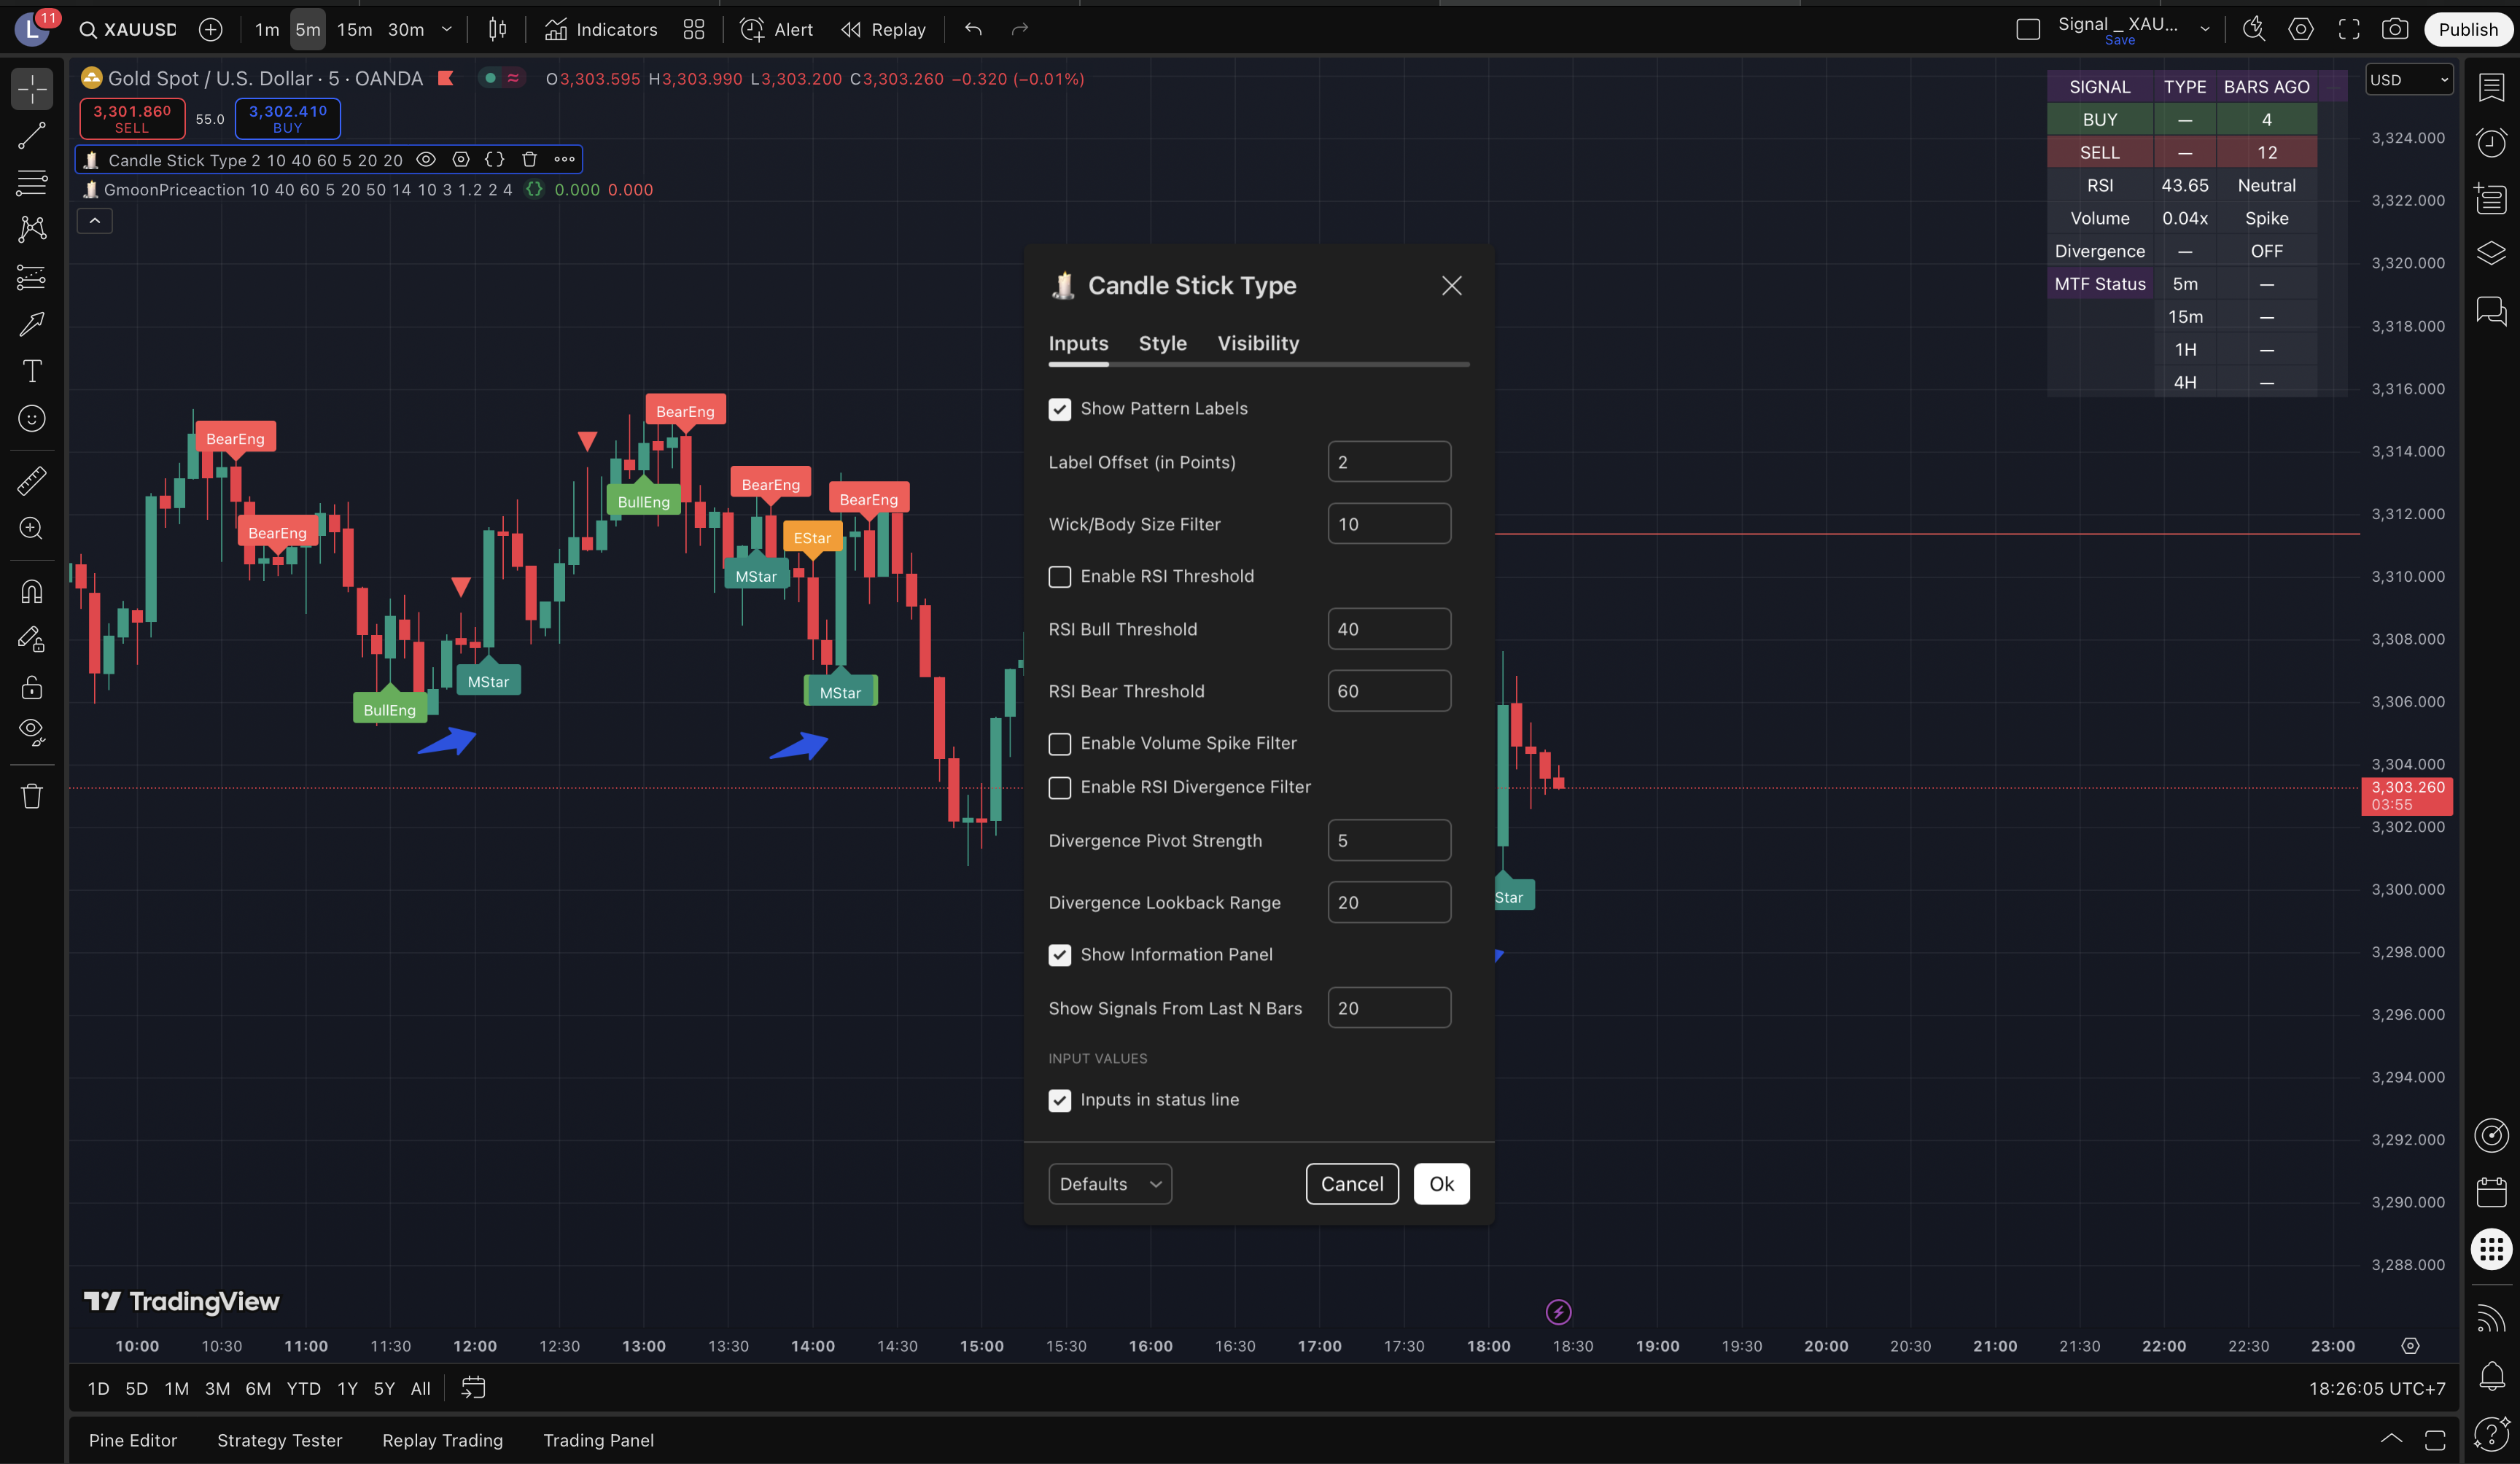 L
11
XAUUSD
1m 5m 15m 30m
Indicators
Alert
Replay
Signal _ XAU...
Save
Publish
Gold Spot / U.S. Dollar · 5 · OANDA
O3,303.595 H3,303.990 L3,303.200 C3,303.260 −0.320 (−0.01%)
3,301.860
SELL
55.0
3,302.410
BUY
Candle Stick Type 2 10 40 60 5 20 20
GmoonPriceaction 10 40 60 5 20 50 14 10 3 1.2 2 4 {} 0.000 0.000
SIGNAL TYPE BARS AGO
BUY — 4
SELL — 12
RSI 43.65 Neutral
Volume 0.04x Spike
Divergence — OFF
MTF Status 5m —
15m —
1H —
4H —
USD
3,324.000
3,322.000
3,320.000
3,318.000
3,316.000
3,314.000
3,312.000
3,310.000
3,308.000
3,306.000
3,304.000
3,303.260
03:55
3,302.000
3,300.000
3,298.000
3,296.000
3,294.000
3,292.000
3,290.000
3,288.000
BearEng
BearEng
BullEng
MStar
BearEng
BullEng
BearEng
MStar
EStar
BearEng
MStar
Star
Candle Stick Type
Inputs Style Visibility
Show Pattern Labels
Label Offset (in Points) 2
Wick/Body Size Filter 10
Enable RSI Threshold
RSI Bull Threshold 40
RSI Bear Threshold 60
Enable Volume Spike Filter
Enable RSI Divergence Filter
Divergence Pivot Strength 5
Divergence Lookback Range 20
Show Information Panel
Show Signals From Last N Bars 20
INPUT VALUES
Inputs in status line
Defaults
Cancel
Ok
TradingView
10:00 10:30 11:00 11:30 12:00 12:30 13:00 13:30 14:00 14:30 15:00 15:30 16:00 16:30 17:00 17:30 18:00 18:30 19:00 19:30 20:00 20:30 21:00 21:30 22:00 22:30 23:00
1D 5D 1M 3M 6M YTD 1Y 5Y All
18:26:05 UTC+7
Pine Editor Strategy Tester Replay Trading Trading Panel